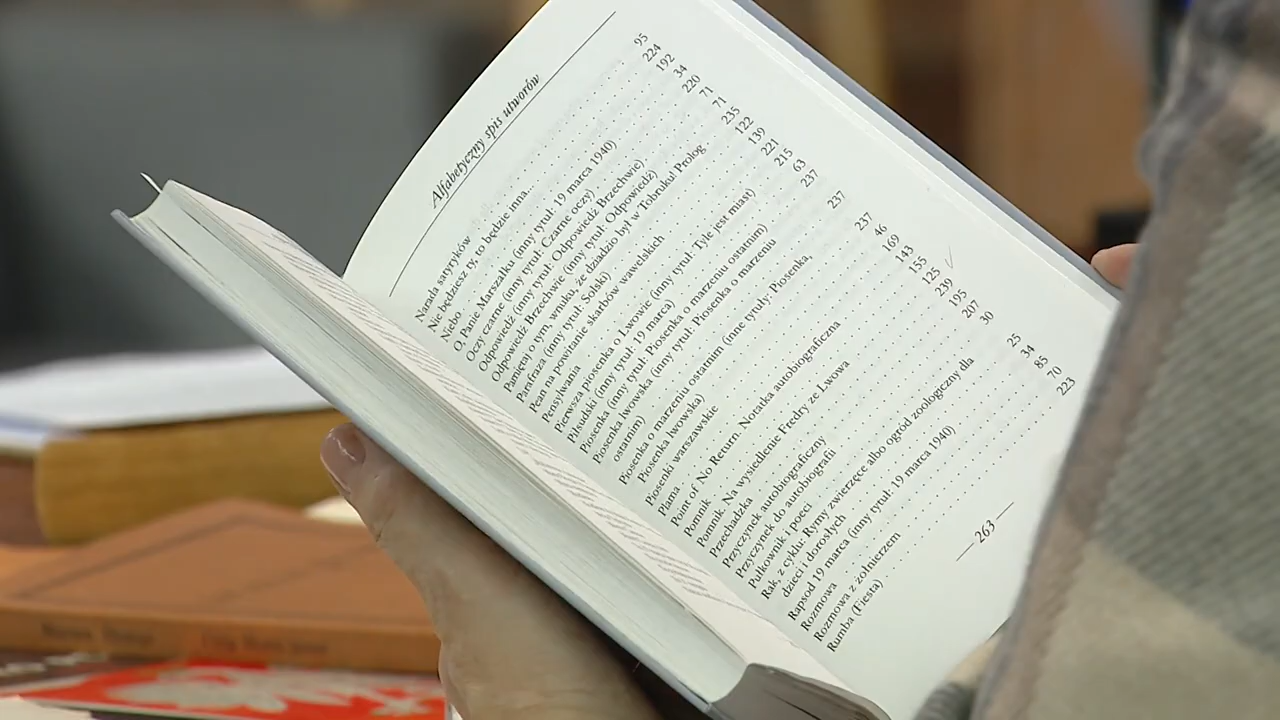 Alfabetyczny spis utworów
Narada satyryków 95
Nie będziesz ty, to będzie inna... 224
Niebo 192
O, Panie Marszałku (inny tytuł: 19 marca 1940) 34
Oczy czarne (inny tytuł: Czarne oczy) 220
Odpowiedź (inny tytuł: Odpowiedź Brzechwie) 71
Odpowiedź Brzechwie (inny tytuł: Odpowiedź) 71
Pamiętaj o tym, wnuku, że dziadzio był w Tobruku! Prolog 235
Parafraza (inny tytuł: Solski) 122
Pean na powitanie skarbów wawelskich 139
Pensylwania 221
Pierwsza piosenka o Lwowie (inny tytuł: Tyle jest miast) 215
Piłsudski (inny tytuł: 19 marca) 63
Piosenka (inny tytuł: Piosenka o marzeniu ostatnim) 237
Piosenka lwowska (inny tytuł: Piosenka o marzeniu
ostatnim) 237
Piosenka o marzeniu ostatnim (inne tytuły: Piosenka,
Piosenka lwowska) 237
Piosenki warszawskie 46
Plama 169
Point of No Return. Notatka autobiograficzna 143
Pomnik 155
Pomnik. Na wysiedlenie Fredry ze Lwowa 125
Przechadzka 239
Przyczynek autobiograficzny 195
Przyczynek do autobiografii 207
Pułkownik i poeci 30
Rak, z cyklu: Rymy zwierzęce albo ogród zoologiczny dla
dzieci i dorosłych 25
Rapsod 19 marca (inny tytuł: 19 marca 1940) 34
Rozmowa 85
Rozmowa z żołnierzem 70
Rumba (Fiesta) 223
— 263 —